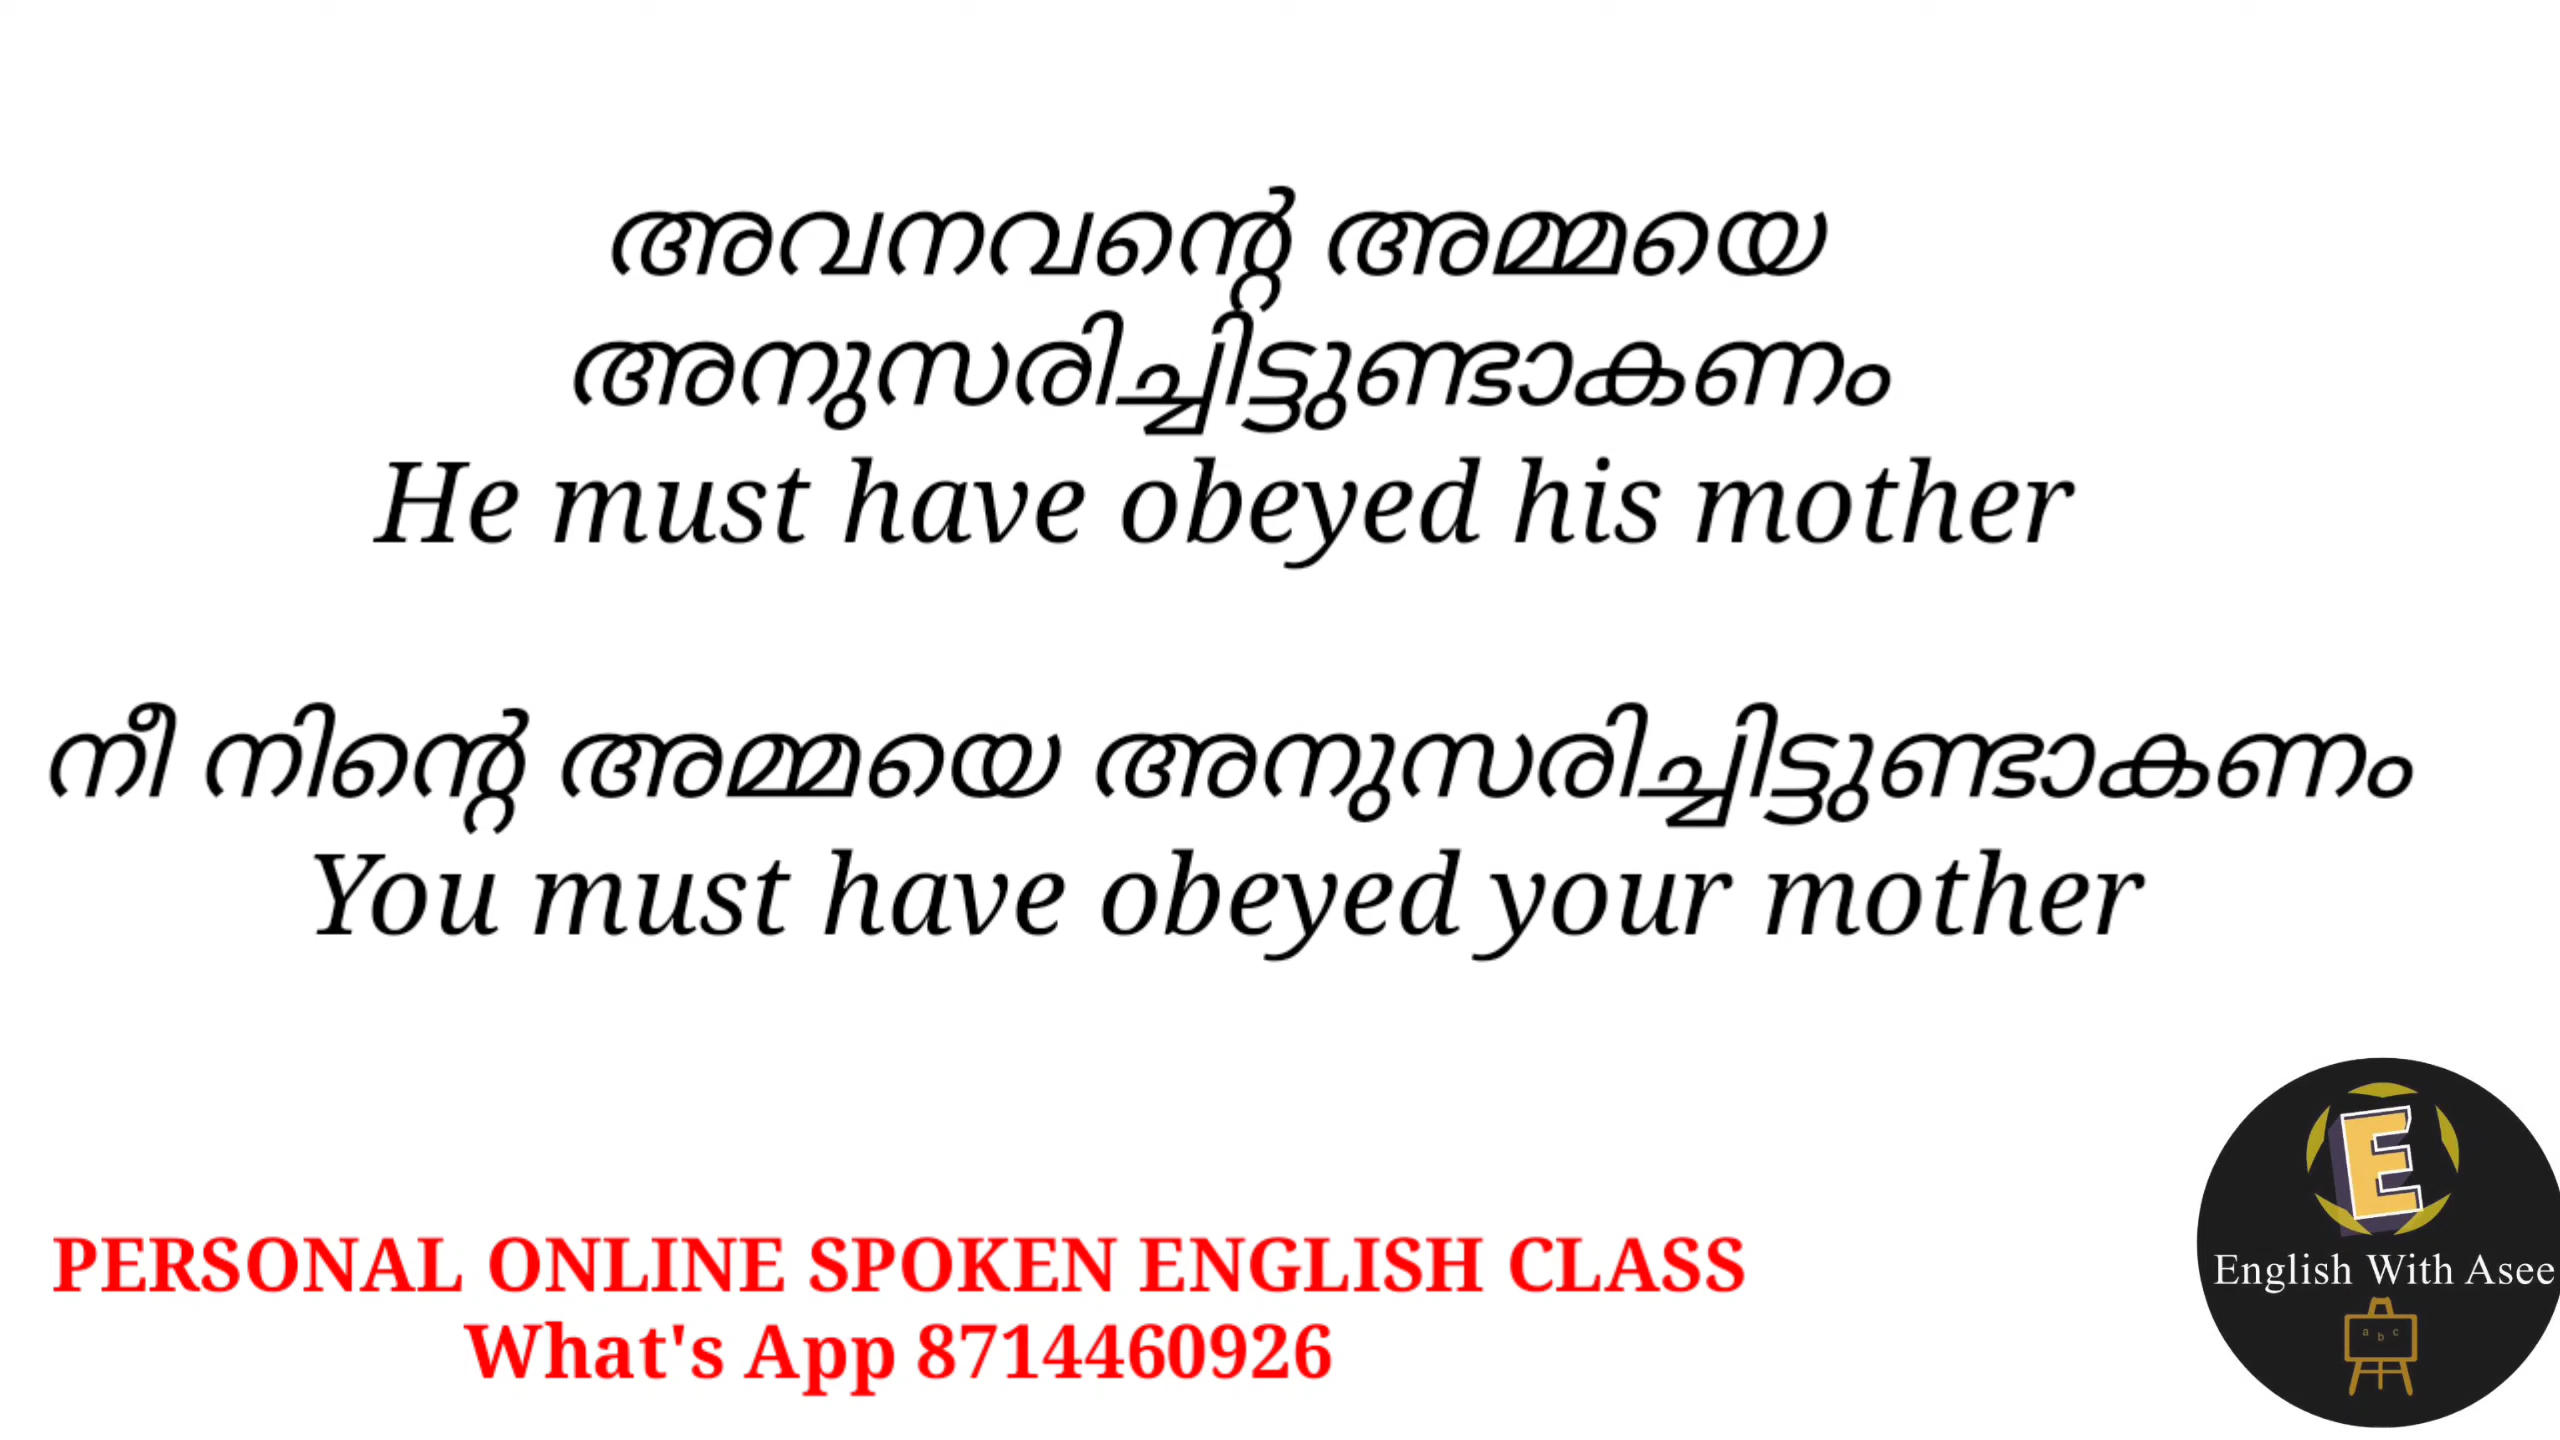 അവനവന്റെ അമ്മയെ
അനുസരിച്ചിട്ടുണ്ടാകണം
He must have obeyed his mother
നീ നിന്റെ അമ്മയെ അനുസരിച്ചിട്ടുണ്ടാകണം
You must have obeyed your mother
PERSONAL ONLINE SPOKEN ENGLISH CLASS
What's App 8714460926
E
English With Asee
a b c